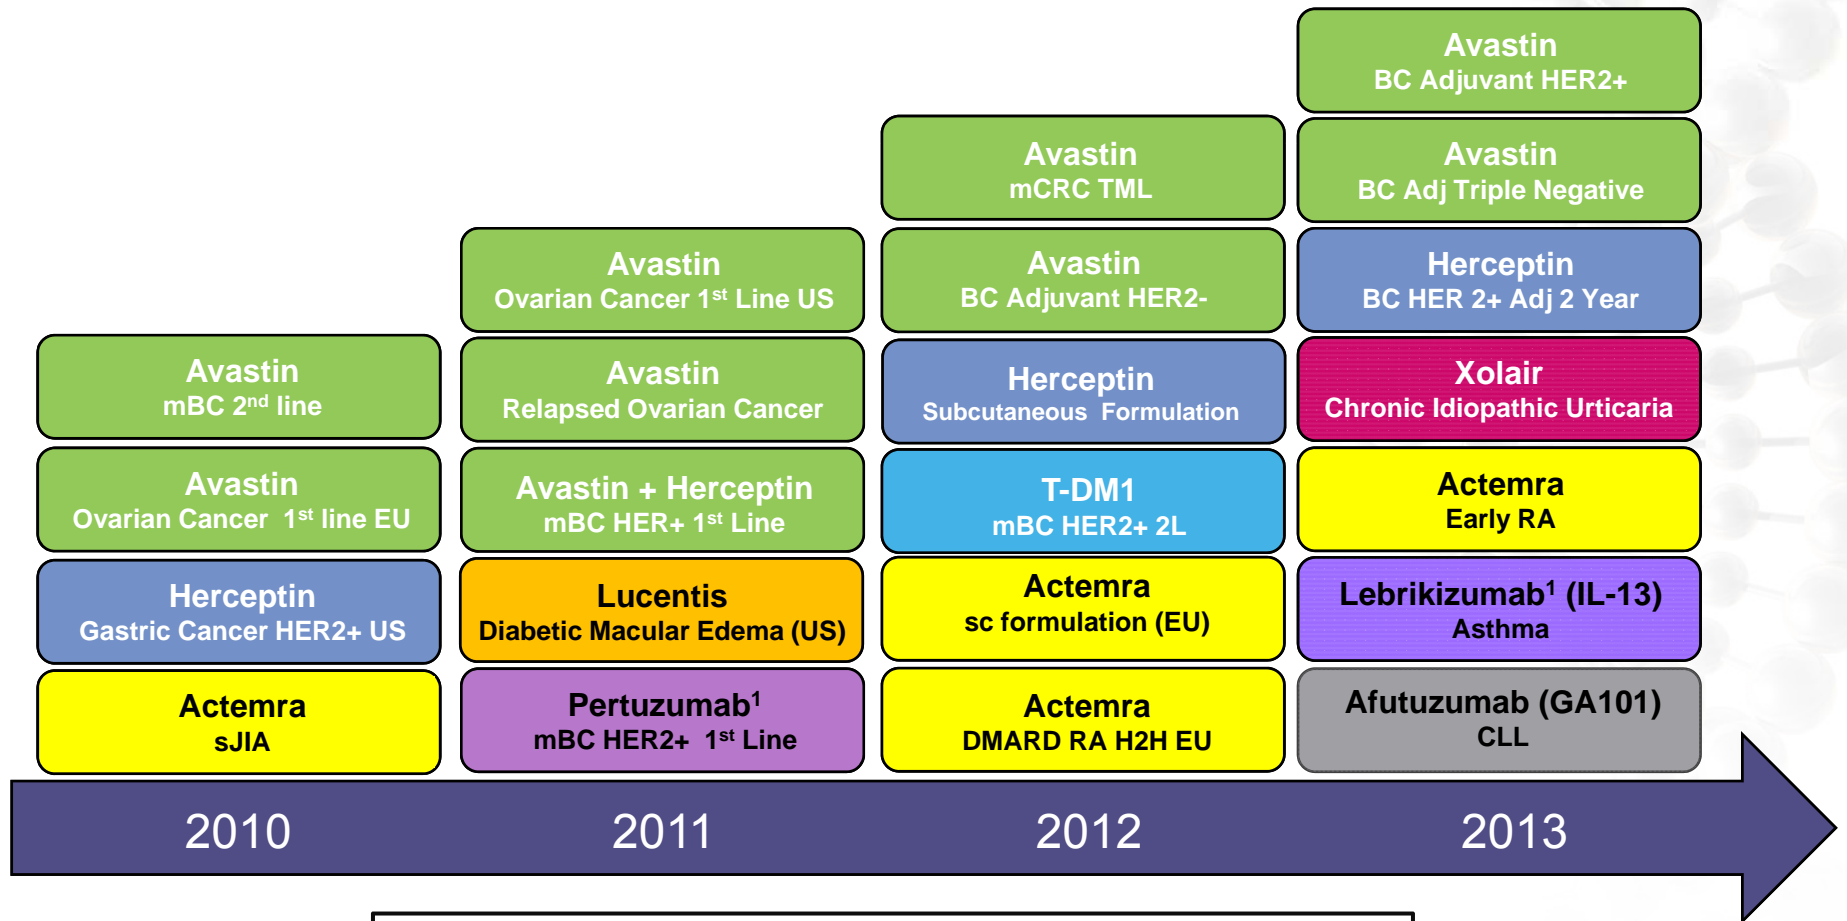 Avastin
mBC 2nd line
Avastin
Ovarian Cancer 1st line EU
Herceptin
Gastric Cancer HER2+ US
Actemra
sJIA
Avastin
Ovarian Cancer 1st Line US
Avastin
Relapsed Ovarian Cancer
Avastin + Herceptin
mBC HER+ 1st Line
Lucentis
Diabetic Macular Edema (US)
Pertuzumab1
mBC HER2+ 1st Line
Avastin
mCRC TML
Avastin
BC Adjuvant HER2-
Herceptin
Subcutaneous Formulation
T-DM1
mBC HER2+ 2L
Actemra
sc formulation (EU)
Actemra
DMARD RA H2H EU
Avastin
BC Adjuvant HER2+
Avastin
BC Adj Triple Negative
Herceptin
BC HER 2+ Adj 2 Year
Xolair
Chronic Idiopathic Urticaria
Actemra
Early RA
Lebrikizumab1 (IL-13)
Asthma
Afutuzumab (GA101)
CLL
2010
2011
2012
2013